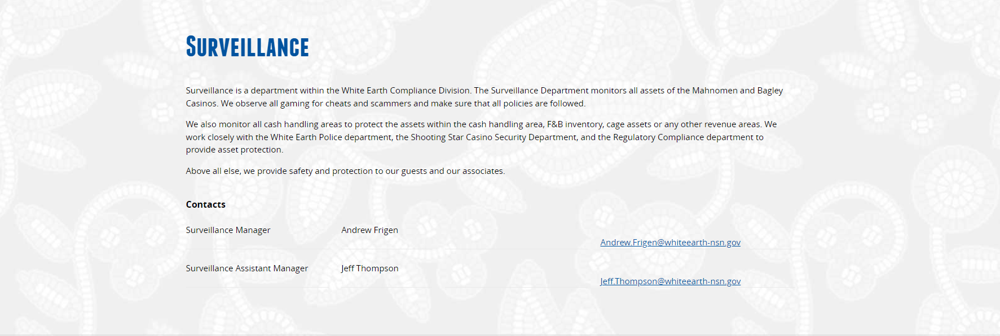 Surveillance
Surveillance is a department within the White Earth Compliance Division. The Surveillance Department monitors all assets of the Mahnomen and Bagley
Casinos. We observe all gaming for cheats and scammers and make sure that all policies are followed.
We also monitor all cash handling areas to protect the assets within the cash handling area, F&B inventory, cage assets or any other revenue areas. We
work closely with the White Earth Police department, the Shooting Star Casino Security Department, and the Regulatory Compliance department to
provide asset protection.
Above all else, we provide safety and protection to our guests and our associates.
Contacts
Surveillance Manager Andrew Frigen
Andrew.Frigen@whiteearth-nsn.gov
Surveillance Assistant Manager Jeff Thompson
Jeff.Thompson@whiteearth-nsn.gov